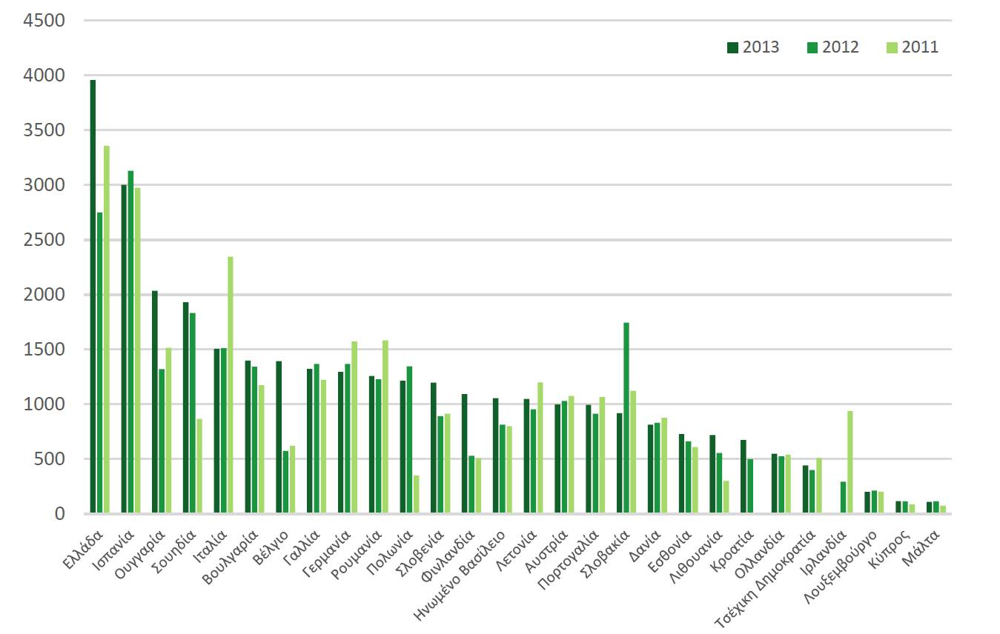 4500
2013 2012 2011
4000
3500
3000
2500
2000
1500
1000
500
0
Ελλάδα
Ισπανία
Ουγγαρία
Σουηδία
Ιταλία
Βουλγαρία
Βέλγιο
Γαλλία
Γερμανία
Ρουμανία
Πολωνία
Σλοβενία
Φινλανδία
Ηνωμένο Βασίλειο
Λετονία
Αυστρία
Πορτογαλία
Σλοβακία
Δανία
Εσθονία
Λιθουανία
Κροατία
Ολλανδία
Τσέχικη Δημοκρατία
Ιρλανδία
Λουξεμβούργο
Κύπρος
Μάλτα